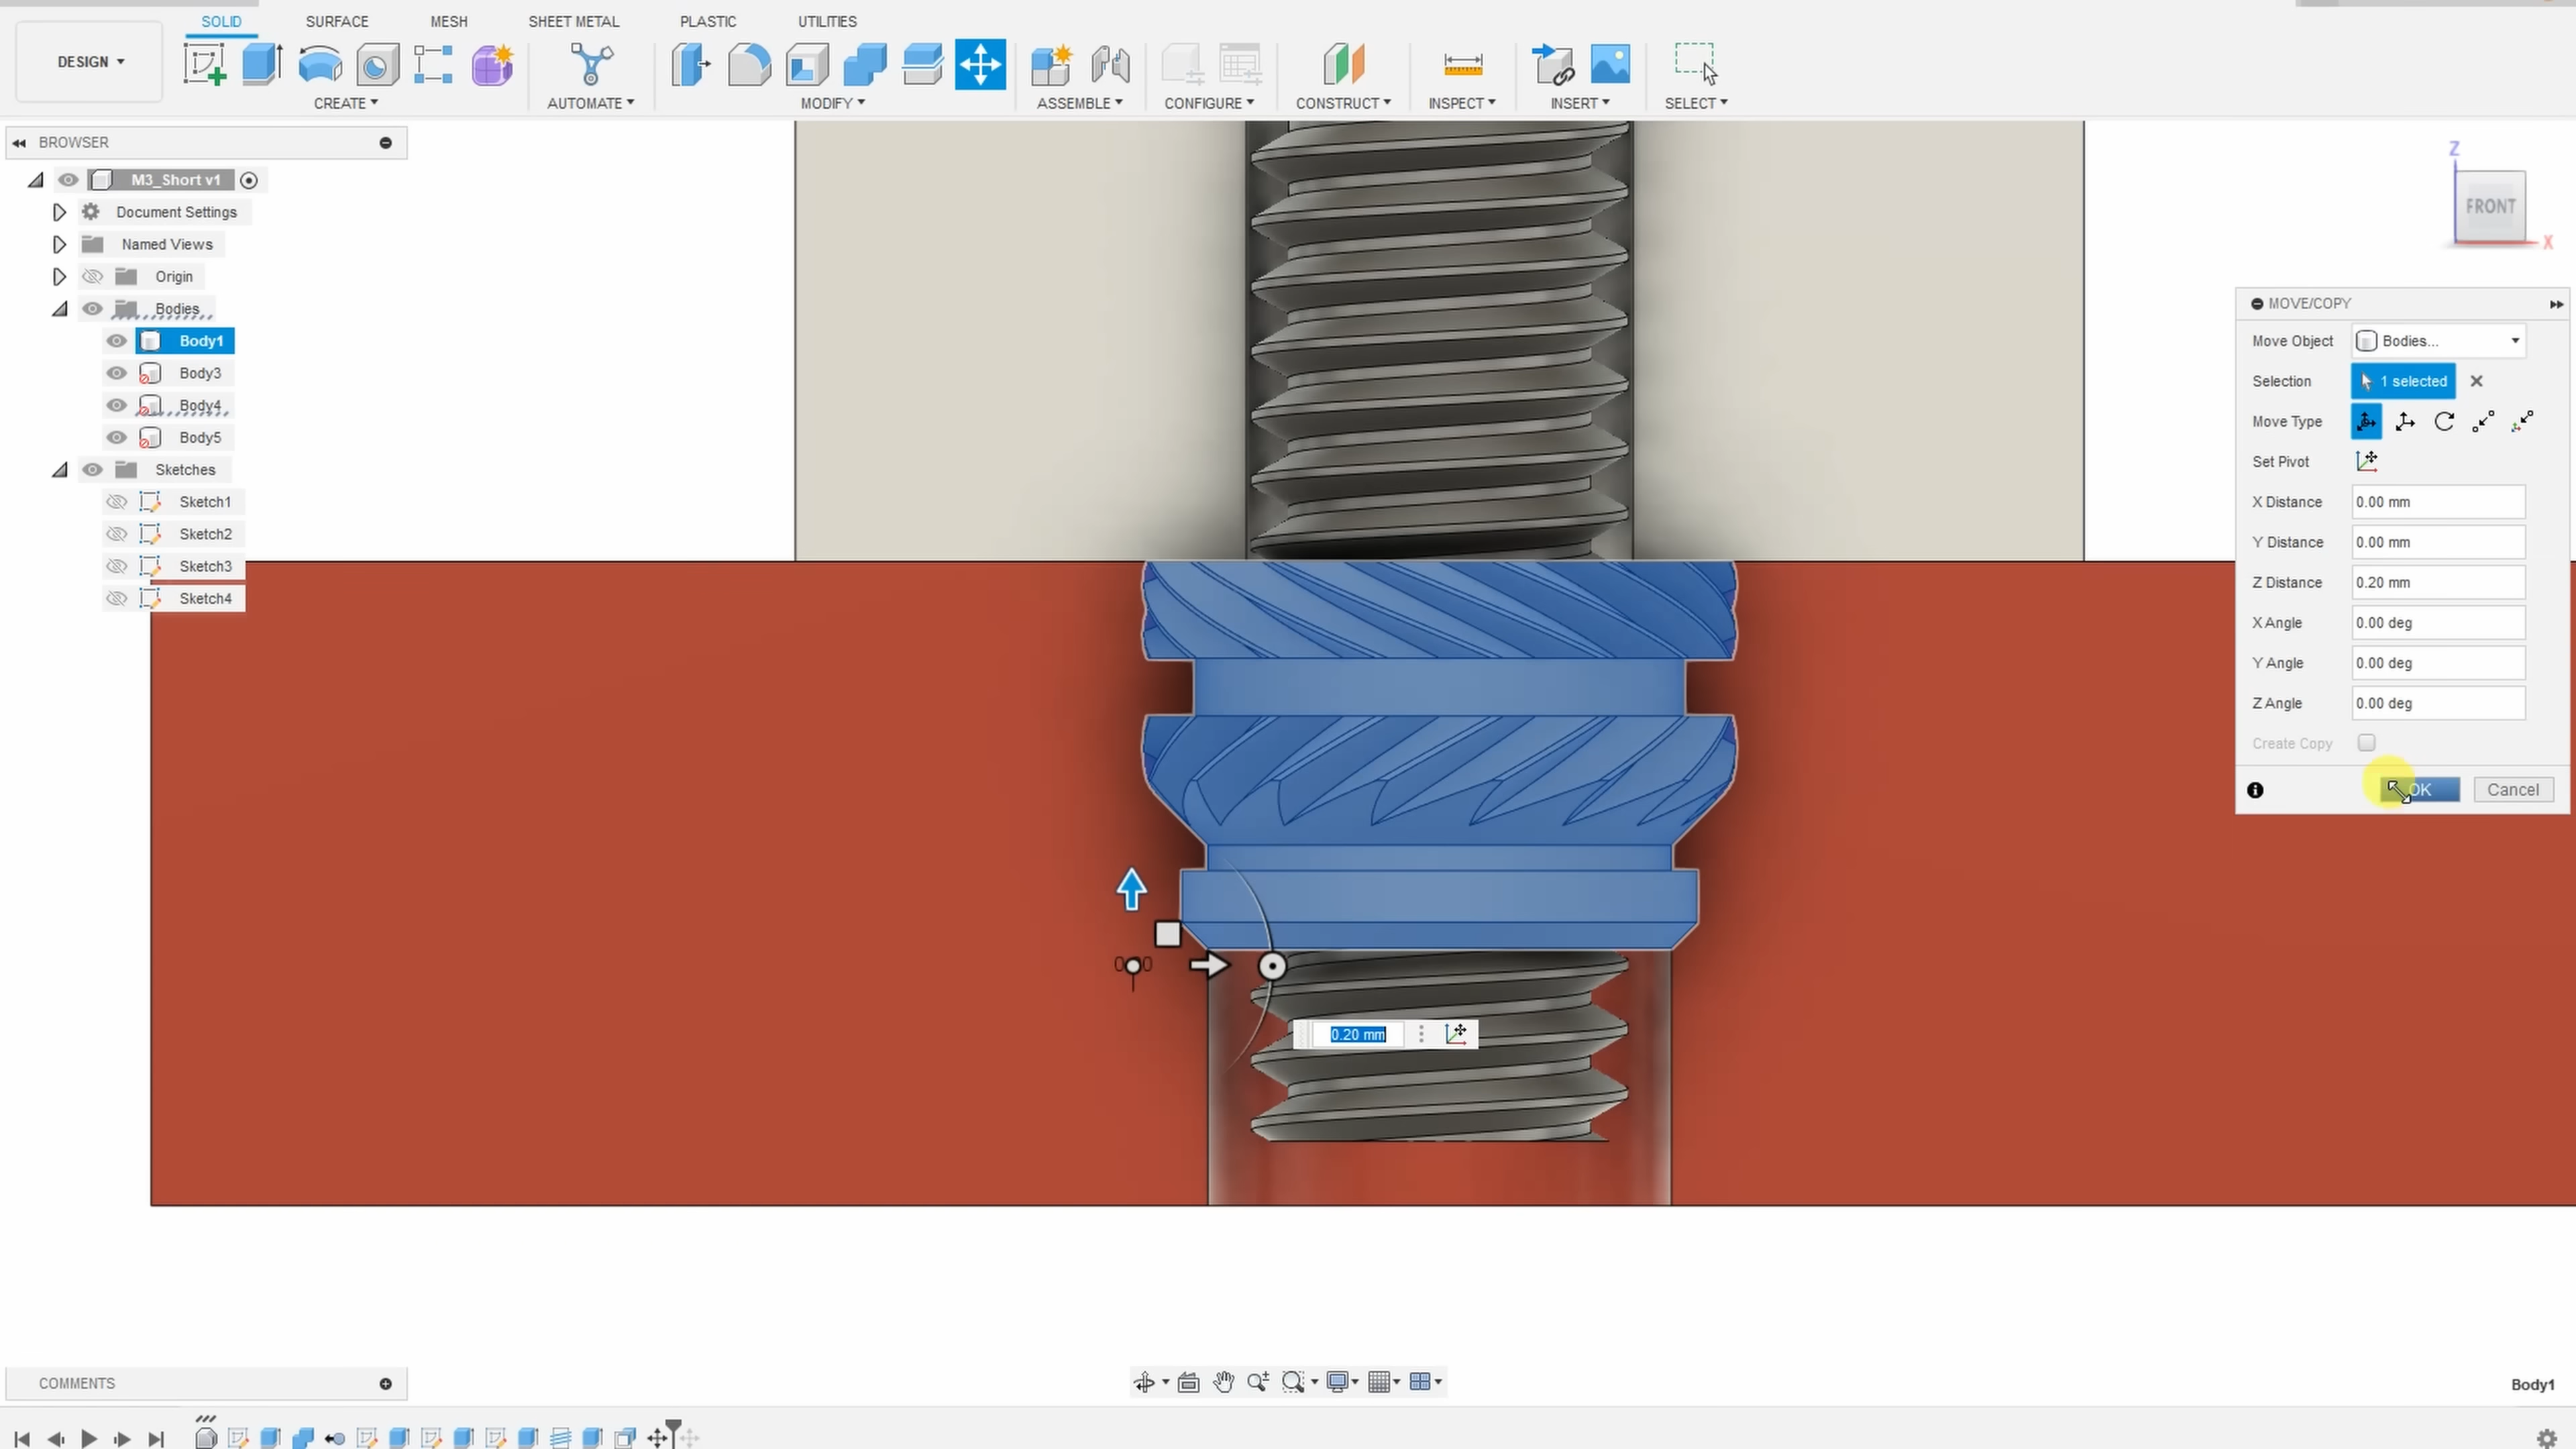 SOLID SURFACE MESH SHEET METAL PLASTIC UTILITIES
DESIGN
CREATE AUTOMATE MODIFY ASSEMBLE CONFIGURE CONSTRUCT INSPECT INSERT SELECT
BROWSER
M3_Short v1
Document Settings
Named Views
Origin
Bodies
Body1
Body3
Body4
Body5
Sketches
Sketch1
Sketch2
Sketch3
Sketch4
Z
FRONT
X
MOVE/COPY
Move Object Bodies...
Selection 1 selected
Move Type
Set Pivot
X Distance 0.00 mm
Y Distance 0.00 mm
Z Distance 0.20 mm
X Angle 0.00 deg
Y Angle 0.00 deg
Z Angle 0.00 deg
Create Copy
OK Cancel
0.20 mm
COMMENTS
Body1